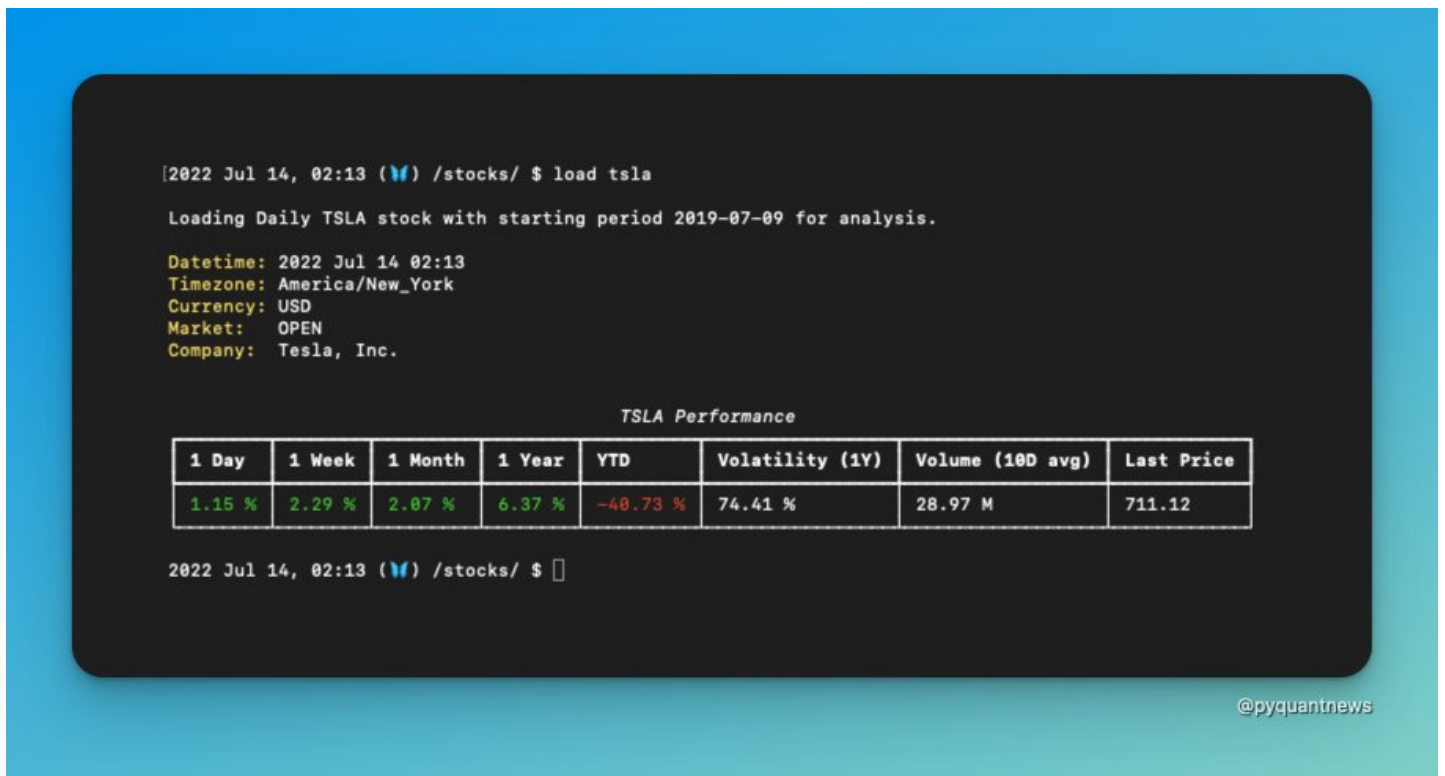 [2022 Jul 14, 02:13 (🦋) /stocks/ $ load tsla
Loading Daily TSLA stock with starting period 2019-07-09 for analysis.
Datetime: 2022 Jul 14 02:13
Timezone: America/New_York
Currency: USD
Market: OPEN
Company: Tesla, Inc.
TSLA Performance
1 Day 1 Week 1 Month 1 Year YTD Volatility (1Y) Volume (10D avg) Last Price
1.15 % 2.29 % 2.07 % 6.37 % -40.73 % 74.41 % 28.97 M 711.12
2022 Jul 14, 02:13 (🦋) /stocks/ $
@pyquantnews